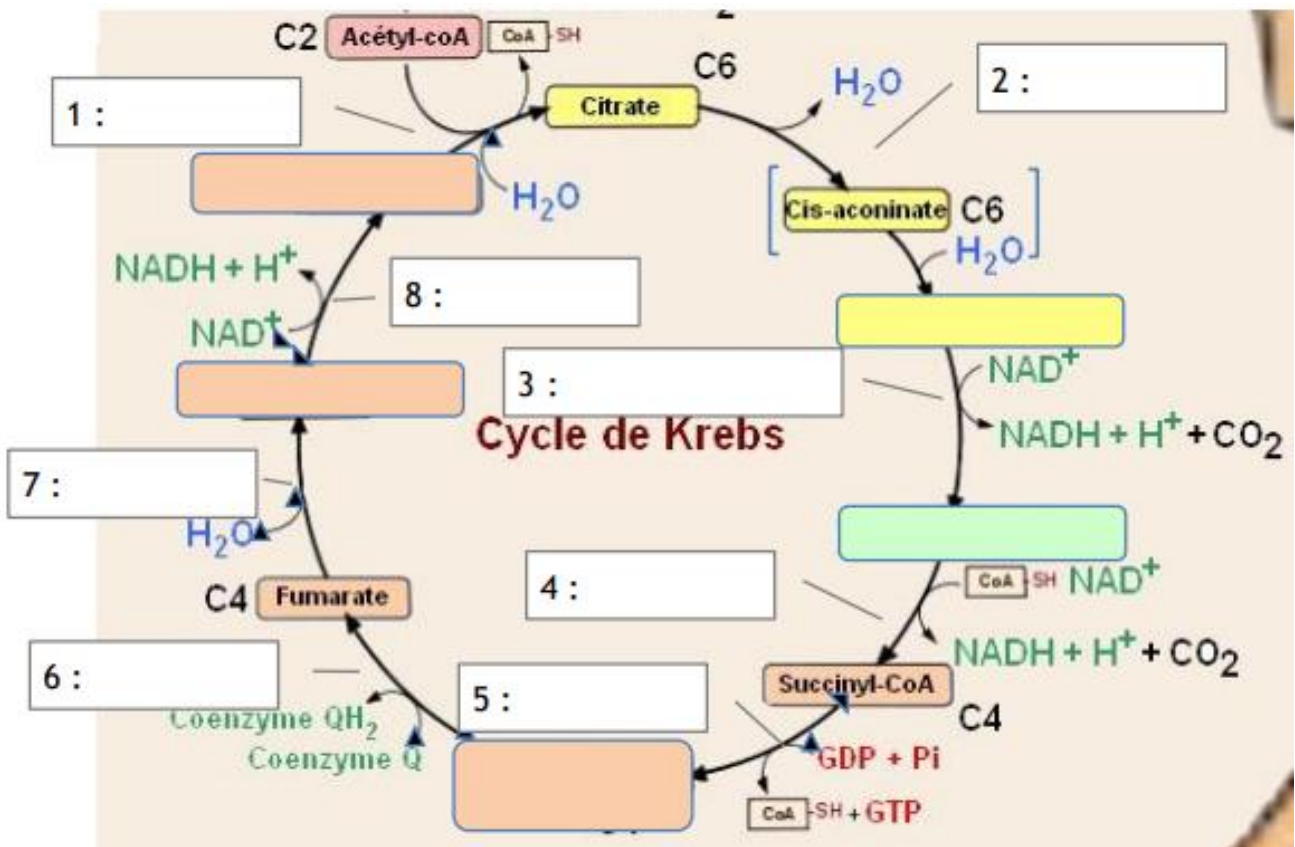 C2 Acétyl-coA CoA -SH
C6
1 :
Citrate
H₂O
2 :
H₂O
Cis-aconinate C6
H₂O
NADH + H⁺
8 :
NAD⁺
3 :
NAD⁺
Cycle de Krebs
NADH + H⁺ + CO₂
7 :
H₂O
4 :
CoA -SH NAD⁺
C4 Fumarate
NADH + H⁺ + CO₂
6 :
5 :
Succinyl-CoA
C4
Coenzyme QH₂
Coenzyme Q
GDP + Pi
CoA -SH + GTP